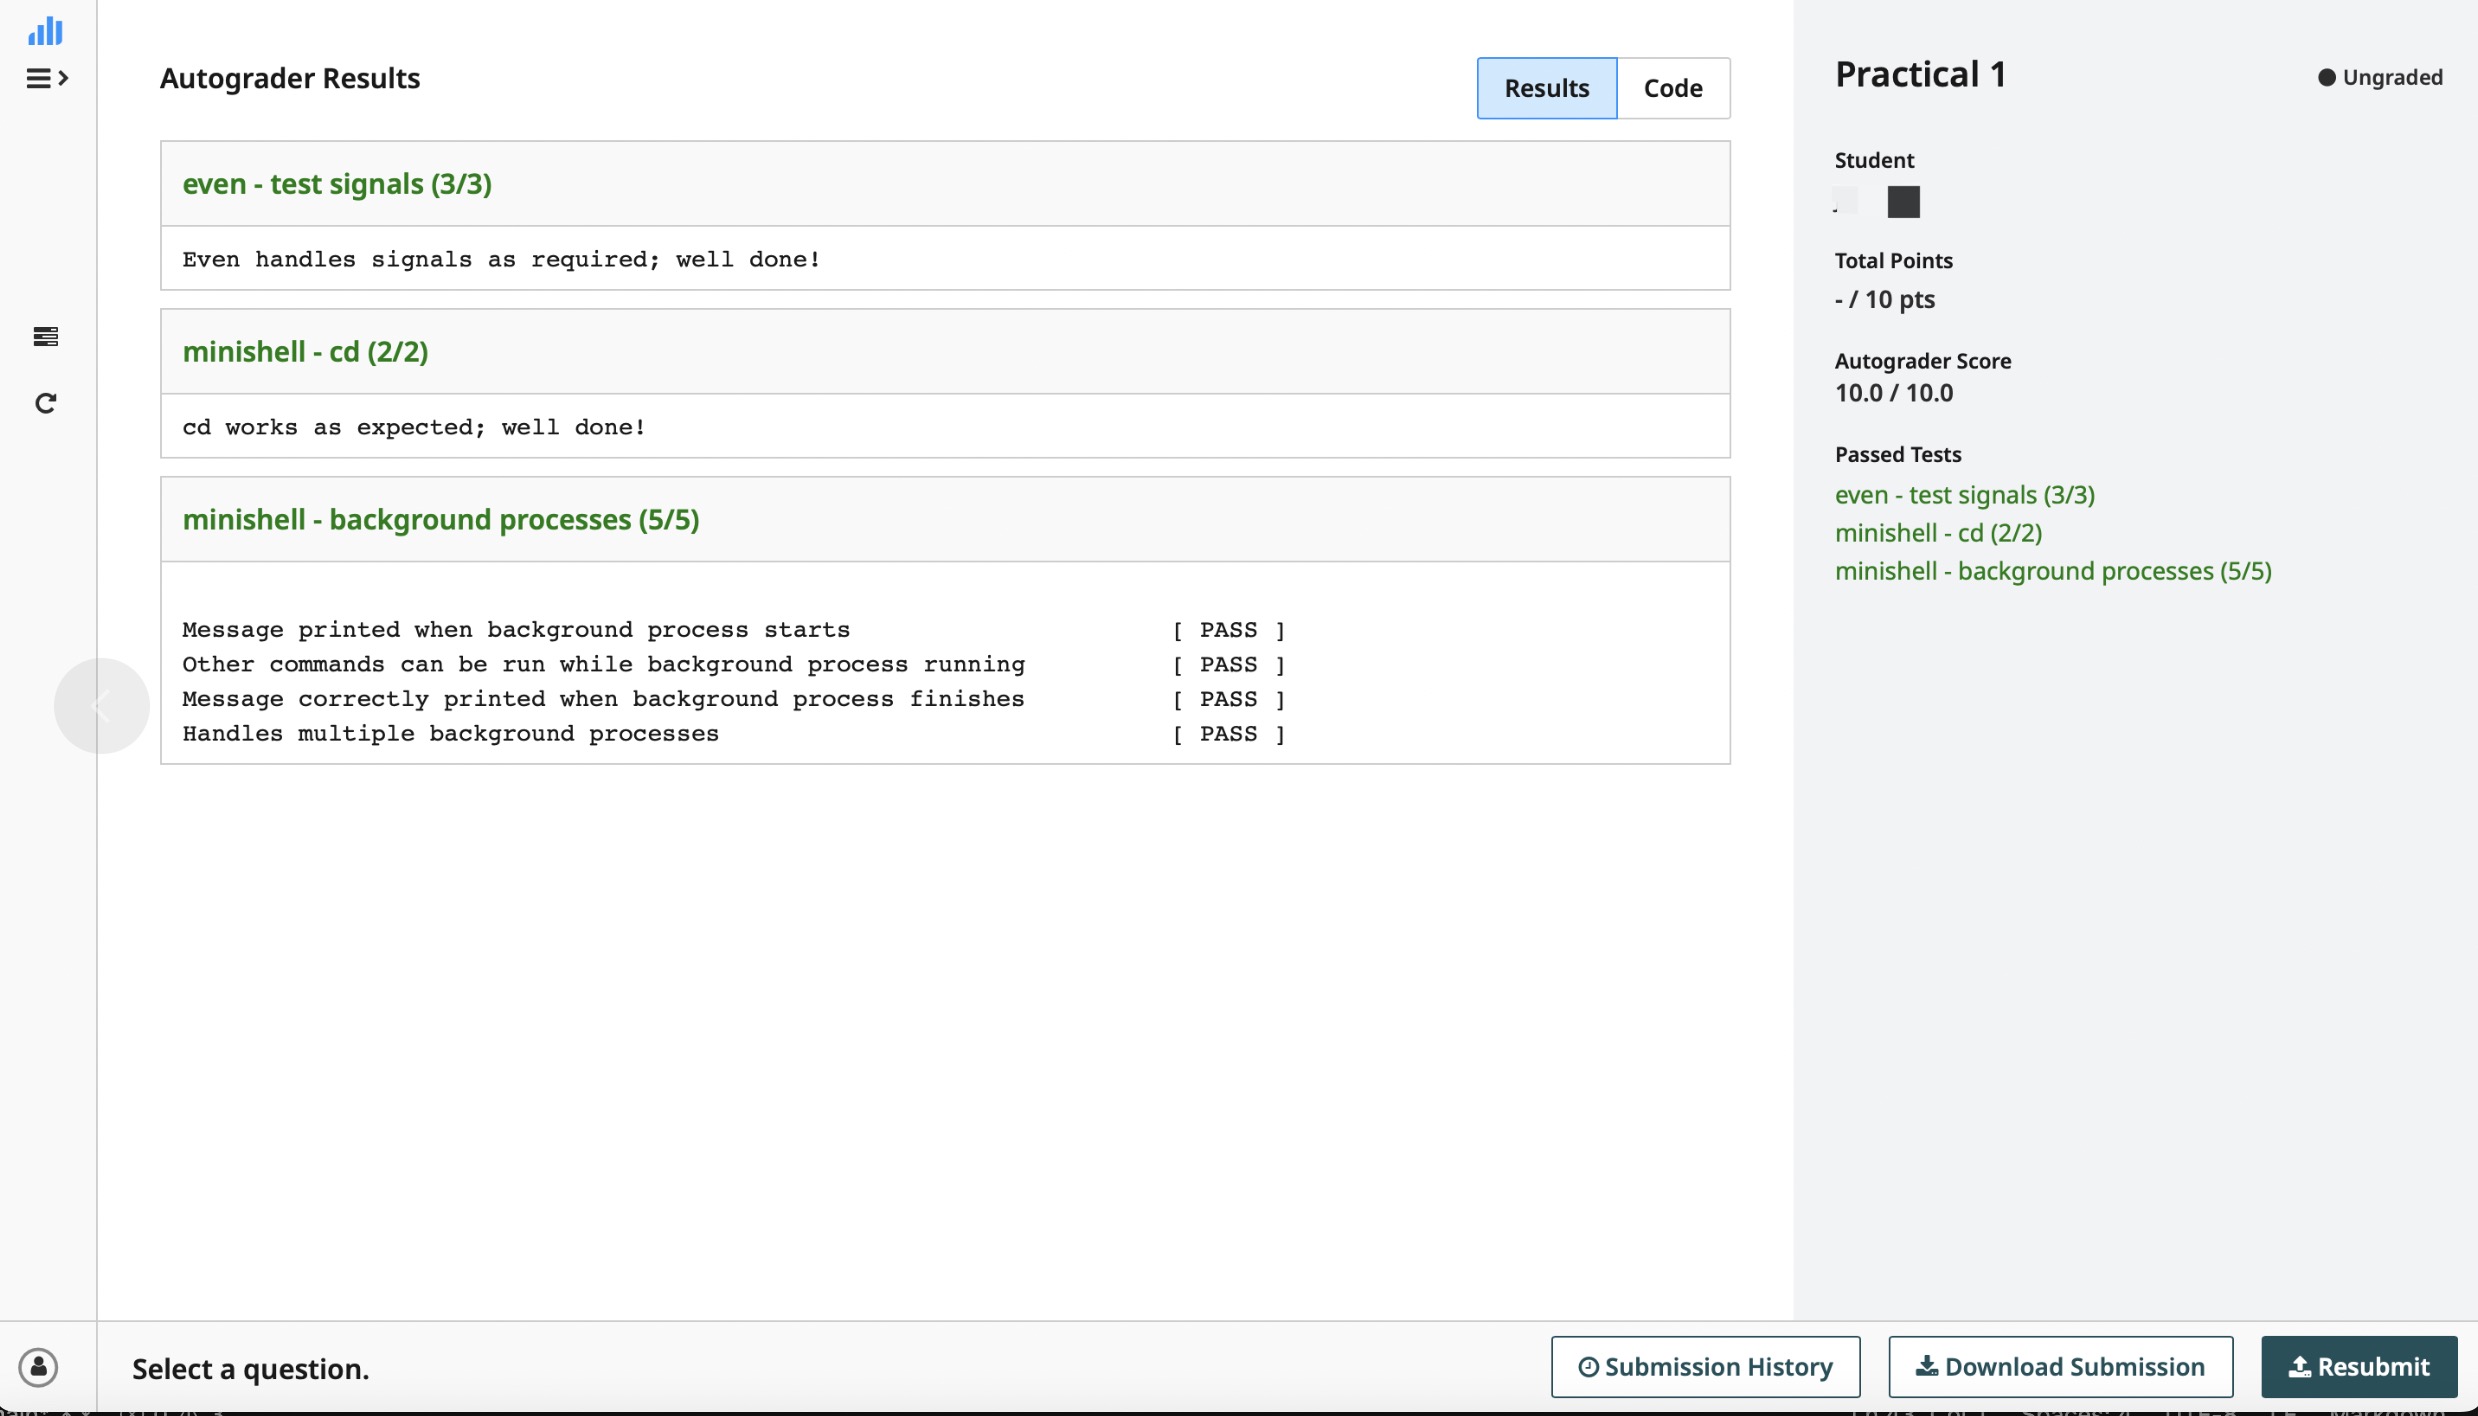 Autograder Results
Results
Code
even - test signals (3/3)
Even handles signals as required; well done!
minishell - cd (2/2)
cd works as expected; well done!
minishell - background processes (5/5)
Message printed when background process starts [ PASS ]
Other commands can be run while background process running [ PASS ]
Message correctly printed when background process finishes [ PASS ]
Handles multiple background processes [ PASS ]
Practical 1
Ungraded
Student
Total Points
- / 10 pts
Autograder Score
10.0 / 10.0
Passed Tests
even - test signals (3/3)
minishell - cd (2/2)
minishell - background processes (5/5)
Select a question.
Submission History
Download Submission
Resubmit